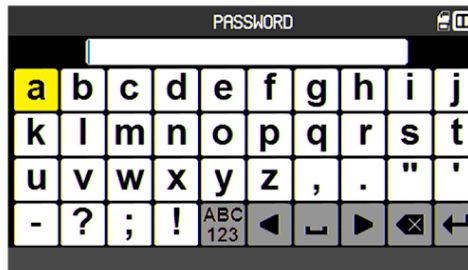 PASSWORD
a b c d e f g h i j
k l m n o p q r s t
u v w x y z , . " '
- ? ; ! ABC
123